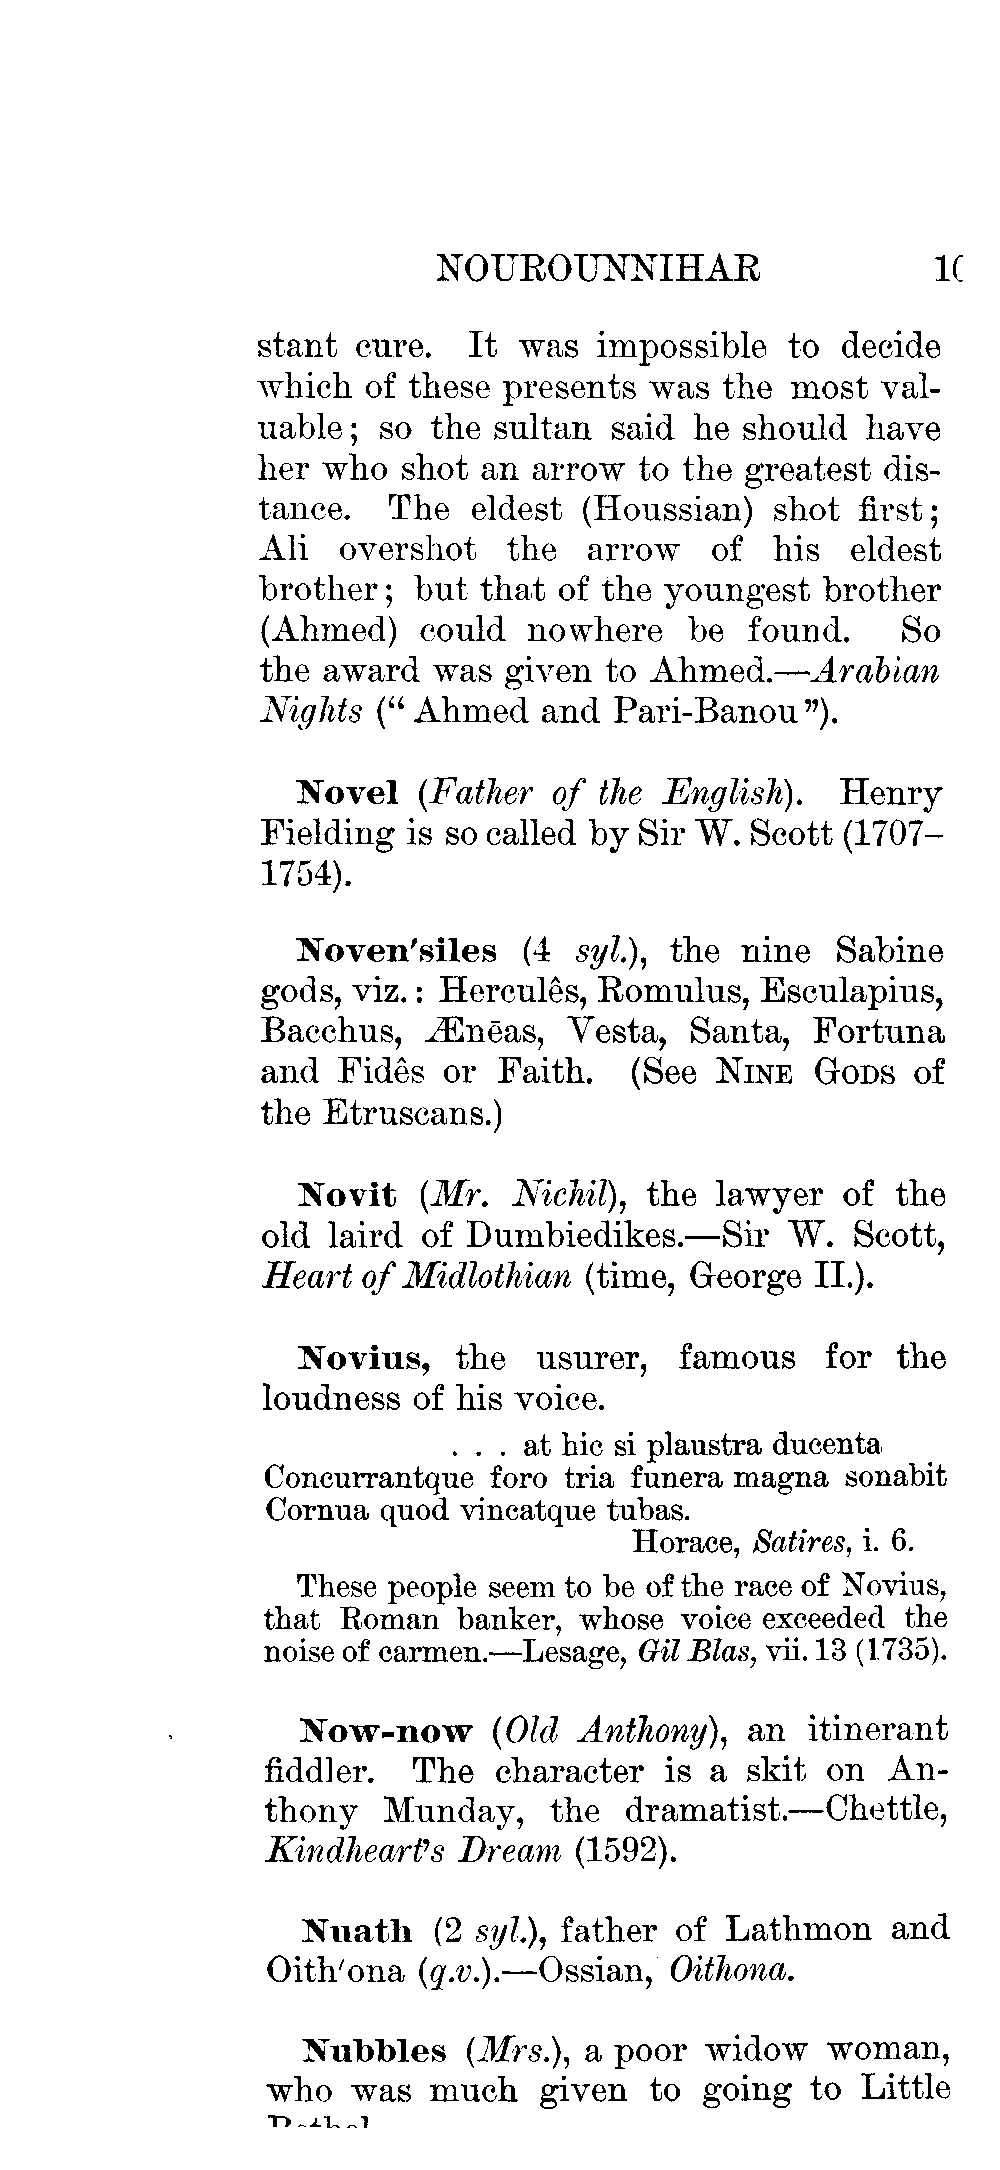 NOUROUNNIHAR
stant cure. It was impossible to decide
which of these presents was the most val-
uable; so the sultan said he should have
her who shot an arrow to the greatest dis-
tance. The eldest (Houssian) shot first;
Ali overshot the arrow of his eldest
brother; but that of the youngest brother
(Ahmed) could nowhere be found. So
the award was given to Ahmed.—Arabian
Nights (“Ahmed and Pari-Banou”).
Novel (Father of the English). Henry
Fielding is so called by Sir W. Scott (1707–
1754).
Noven'siles (4 syl.), the nine Sabine
gods, viz.: Herculês, Romulus, Esculapius,
Bacchus, Ænēas, Vesta, Santa, Fortuna
and Fidês or Faith. (See NINE GODS of
the Etruscans.)
Novit (Mr. Nichil), the lawyer of the
old laird of Dumbiedikes.—Sir W. Scott,
Heart of Midlothian (time, George II.).
Novius, the usurer, famous for the
loudness of his voice.
. . . at hic si plaustra ducenta
Concurrantque foro tria funera magna sonabit
Cornua quod vincatque tubas.
Horace, Satires, i. 6.
These people seem to be of the race of Novius,
that Roman banker, whose voice exceeded the
noise of carmen.—Lesage, Gil Blas, vii. 13 (1735).
Now-now (Old Anthony), an itinerant
fiddler. The character is a skit on An-
thony Munday, the dramatist.—Chettle,
Kindheart's Dream (1592).
Nuath (2 syl.), father of Lathmon and
Oith'ona (q.v.).—Ossian, Oithona.
Nubbles (Mrs.), a poor widow woman,
who was much given to going to Little